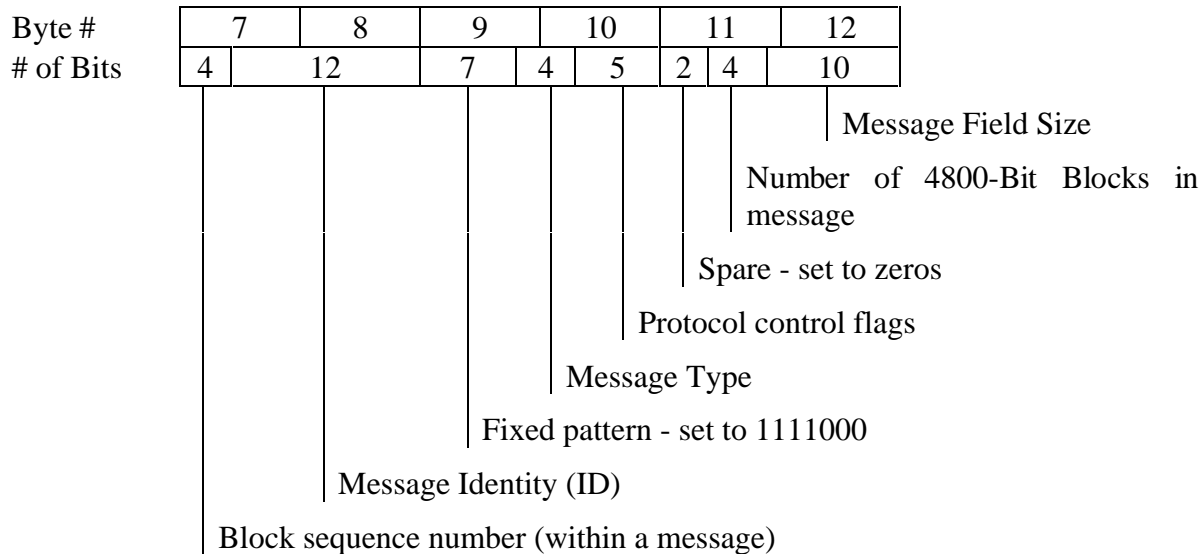 Byte # 7 8 9 10 11 12
# of Bits 4 12 7 4 5 2 4 10
Message Field Size
Number of 4800-Bit Blocks in
message
Spare - set to zeros
Protocol control flags
Message Type
Fixed pattern - set to 1111000
Message Identity (ID)
Block sequence number (within a message)